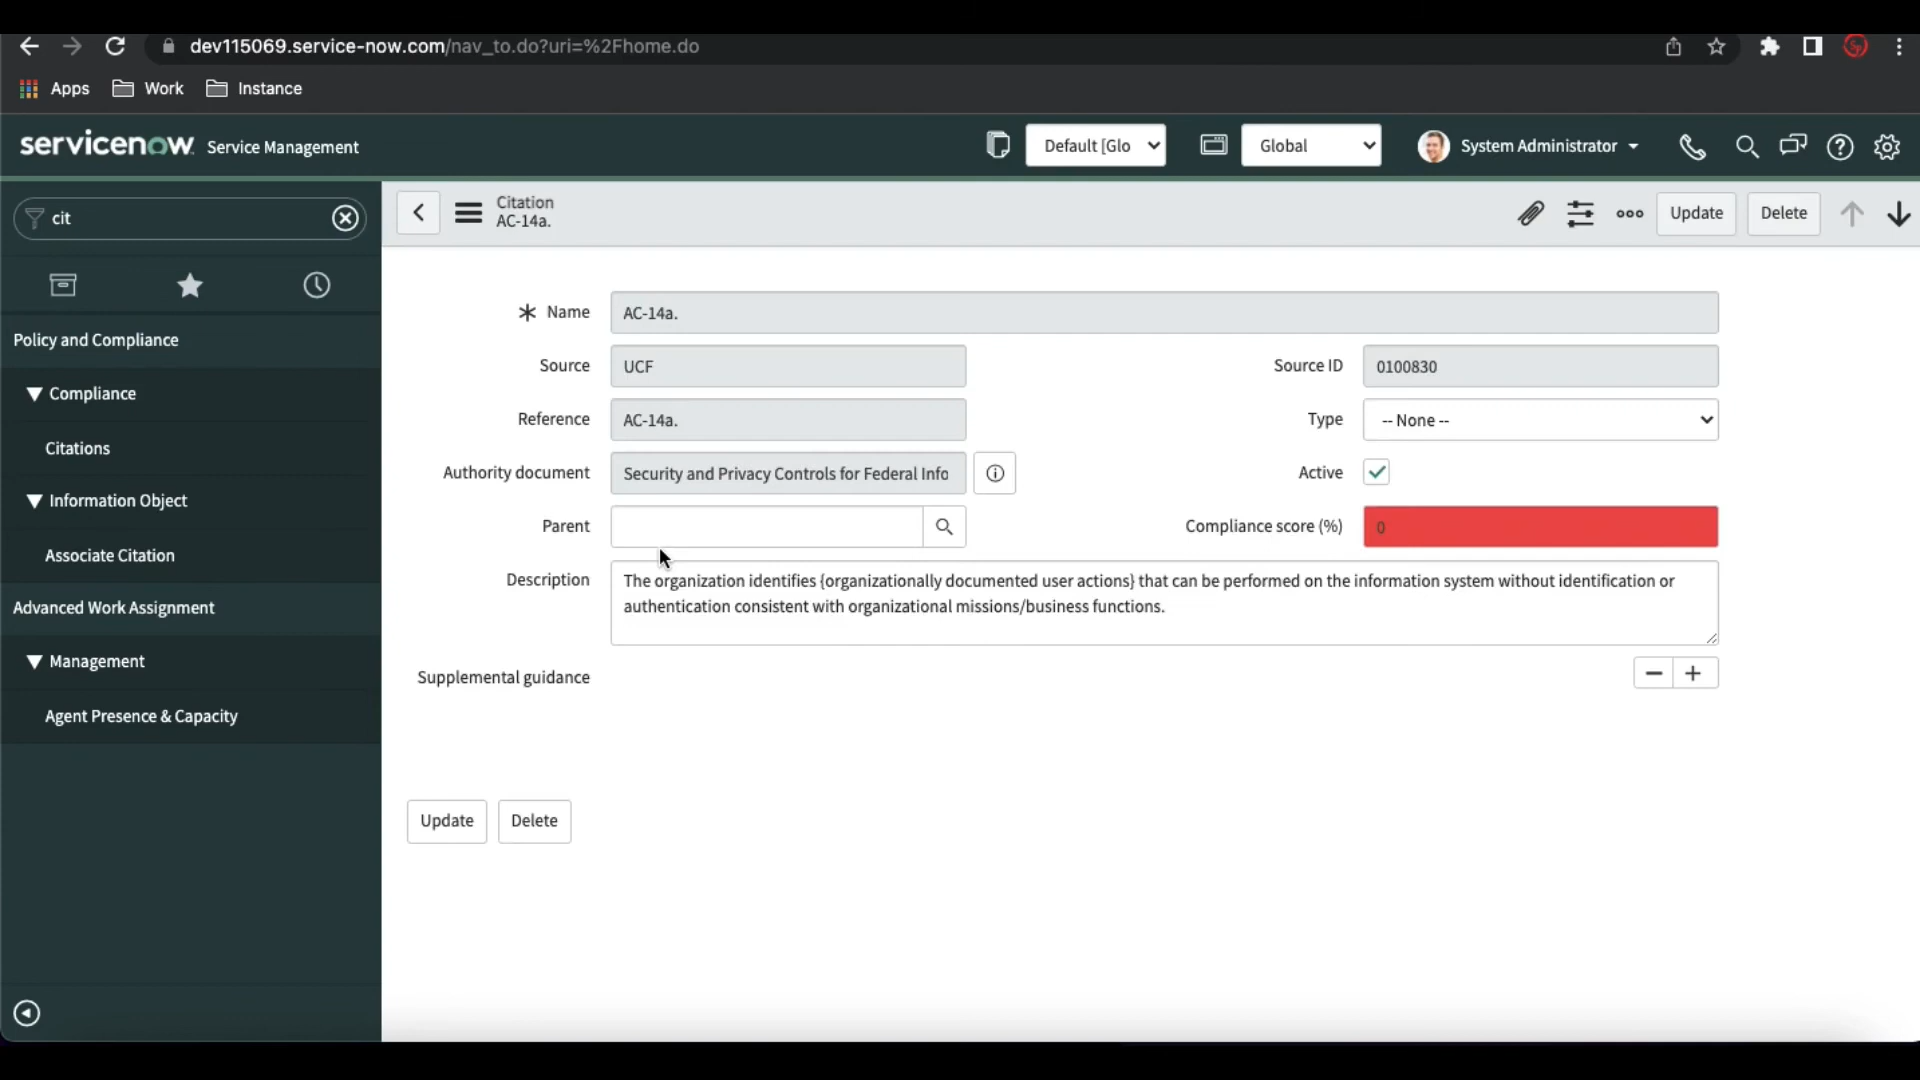 dev115069.service-now.com/nav_to.do?uri=%2Fhome.do
Apps Work Instance
servicenow Service Management Default [Glo Global System Administrator
cit
Citation
AC-14a.
Update Delete
Policy and Compliance
Compliance
Citations
Information Object
Associate Citation
Advanced Work Assignment
Management
Agent Presence & Capacity
Name AC-14a.
Source UCF Source ID 0100830
Reference AC-14a. Type -- None --
Authority document Security and Privacy Controls for Federal Info Active
Parent Compliance score (%) 0
Description The organization identifies {organizationally documented user actions} that can be performed on the information system without identification or
authentication consistent with organizational missions/business functions.
Supplemental guidance
Update Delete